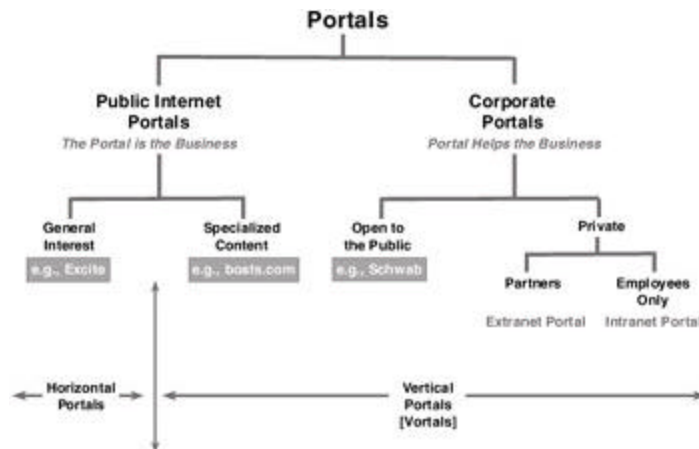 Portals
Public Internet
Portals
The Portal is the Business
Corporate
Portals
Portal Helps the Business
General
Interest
e.g., Excite
Specialized
Content
e.g., boats.com
Open to
the Public
e.g., Schwab
Private
Partners
Extranet Portal
Employees
Only
Intranet Portal
Horizontal
Portals
Vertical
Portals
[Vortals]